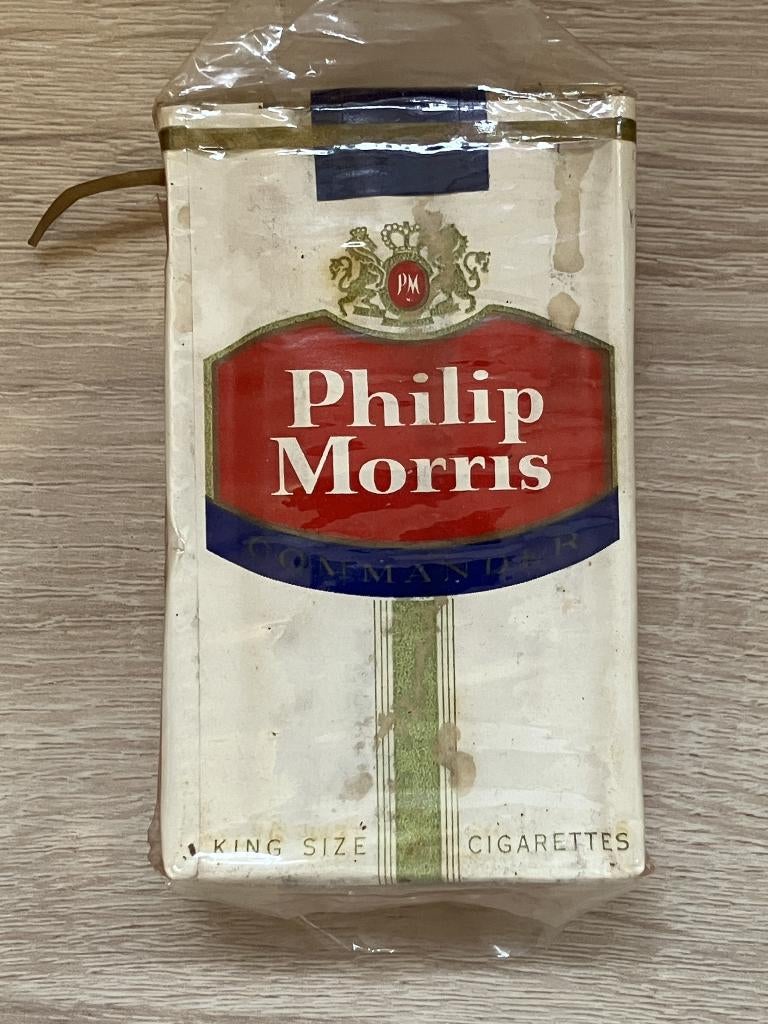 PM
Philip
Morris
COMMANDER
KING SIZE CIGARETTES